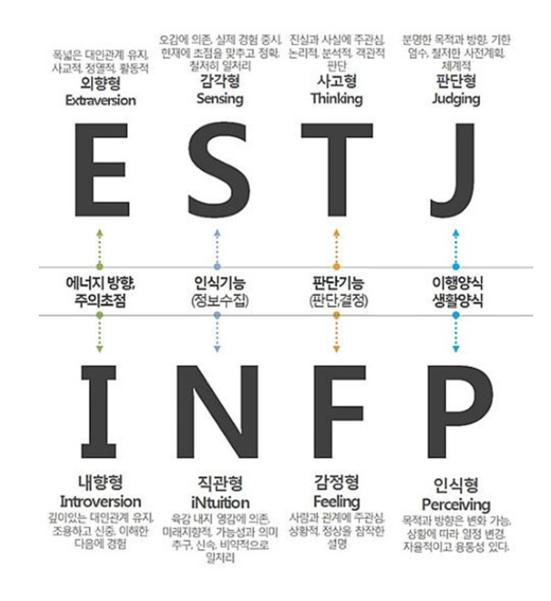 폭넓은 대인관계 유지,
사교적, 정열적, 활동적
외향형
Extraversion
오감에 의존, 실제 경험 중시,
현재에 초점을 맞추고 정확,
철저히 일처리
감각형
Sensing
진실과 사실에 주관심,
논리적, 분석적, 객관적
판단
사고형
Thinking
분명한 목적과 방향, 기한
엄수, 철저한 사전계획,
체계적
판단형
Judging
E S T J
에너지 방향,
주의초점
인식기능
(정보수집)
판단기능
(판단,결정)
이행양식
생활양식
I N F P
내향형
Introversion
깊이있는 대인관계 유지,
조용하고 신중, 이해한
다음에 경험
직관형
iNtuition
육감 내지 영감에 의존,
미래지향적, 가능성과 의미
추구, 신속, 비약적으로
일처리
감정형
Feeling
사람과 관계에 주관심,
상황적, 정상을 참작한
설명
인식형
Perceiving
목적과 방향은 변화 가능,
상황에 따라 일정 변경,
자율적이고 융통성 있다.